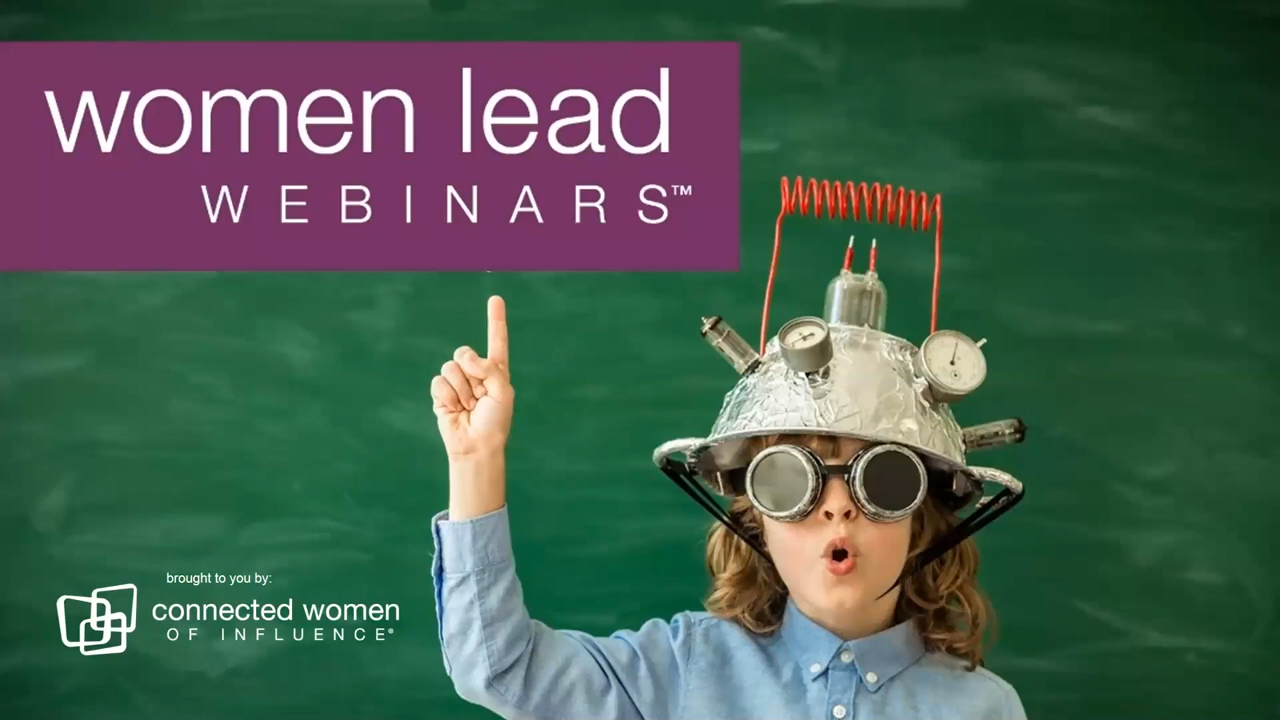 women lead
WEBINARS™
brought to you by:
connected women
OF INFLUENCE®